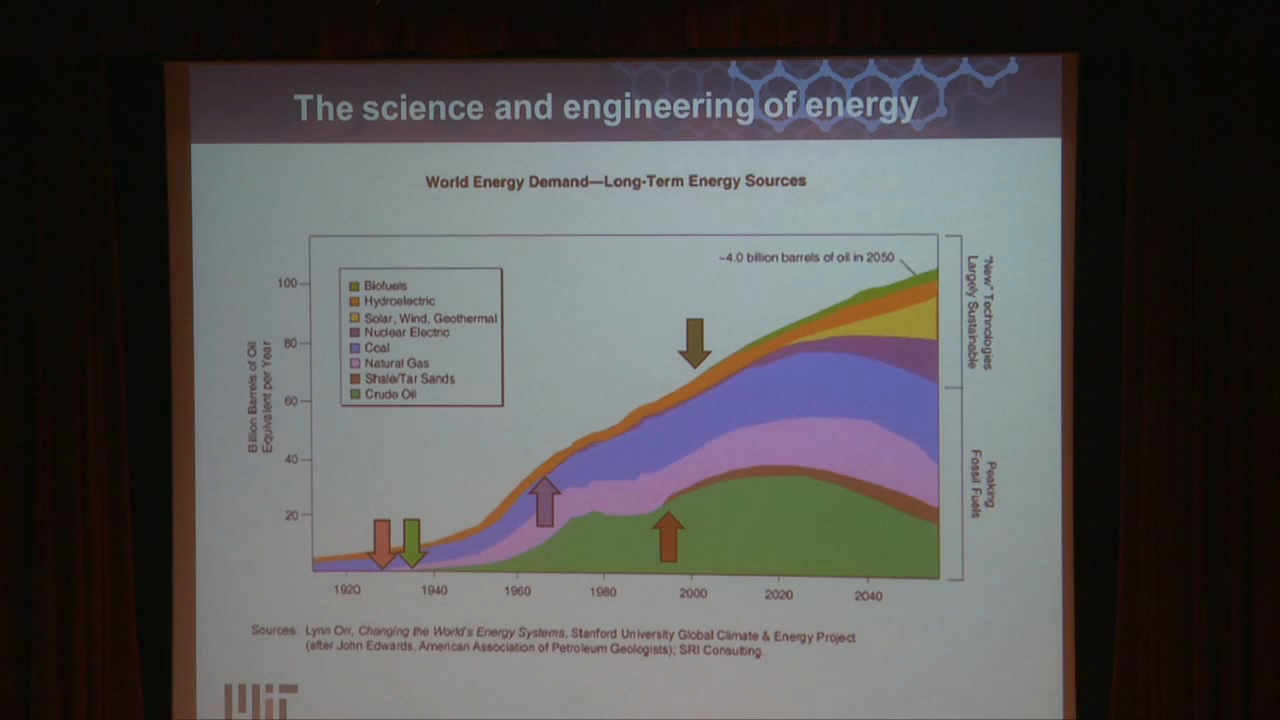 The science and engineering of energy
World Energy Demand—Long-Term Energy Sources
~4.0 billion barrels of oil in 2050
Biofuels
Hydroelectric
Solar, Wind, Geothermal
Nuclear Electric
Coal
Natural Gas
Shale/Tar Sands
Crude Oil
Billion Barrels of Oil
Equivalent per Year
100
80
60
40
20
1920
1940
1960
1980
2000
2020
2040
"New" Technologies
Largely Sustainable
Peaking
Fossil Fuels
Sources: Lynn Orr, Changing the World's Energy Systems, Stanford University Global Climate & Energy Project
(after John Edwards, American Association of Petroleum Geologists); SRI Consulting.
MIT